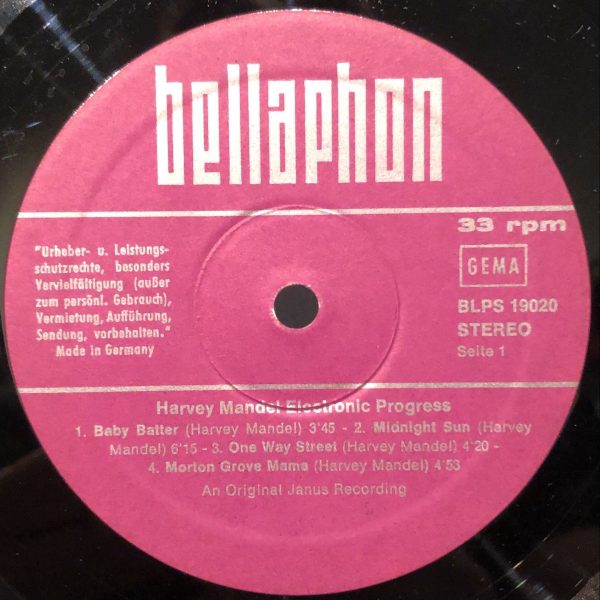 bellaphon
33 rpm
"Urheber- u. Leistungs-
schutzrechte, besonders
Vervielfältigung (außer
zum persönl. Gebrauch),
Vermietung, Aufführung,
Sendung, vorbehalten."
Made in Germany
GEMA
BLPS 19020
STEREO
Seite 1
Harvey Mandel Electronic Progress
1. Baby Batter (Harvey Mandel) 3'45 - 2. Midnight Sun (Harvey
Mandel) 6'15 - 3. One Way Street (Harvey Mandel) 4'20 -
4. Morton Grove Mama (Harvey Mandel) 4'53
An Original Janus Recording